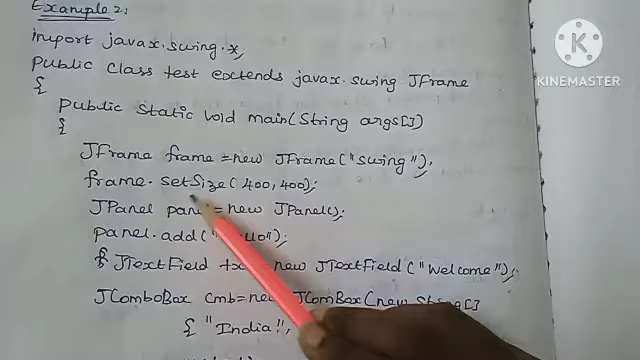 Example 2:
import javax.swing.x;
public class test extends javax.swing JFrame
{
public static void main(String args[])
{
JFrame frame = new JFrame("Swing");
frame.setSize(400,400);
JPanel pan = new JPanel();
panel.add(
JTextField tx = new JTextField("Welcome");
JComboBox cmb=new JComBox(new String[]
{ "India",
KINEMASTER